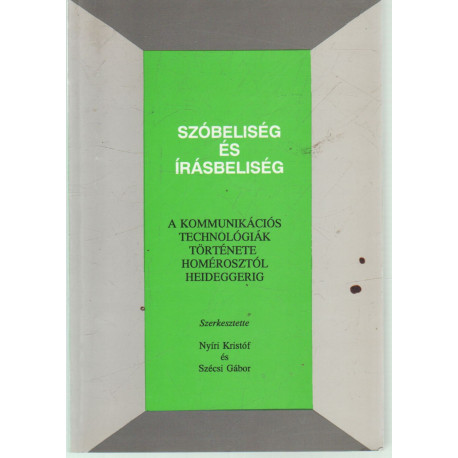 SZÓBELISÉG
ÉS
ÍRÁSBELISÉG
A KOMMUNIKÁCIÓS
TECHNOLÓGIÁK
TÖRTÉNETE
HOMÉROSZTÓL
HEIDEGGERIG
Szerkesztette
Nyíri Kristóf
és
Szécsi Gábor